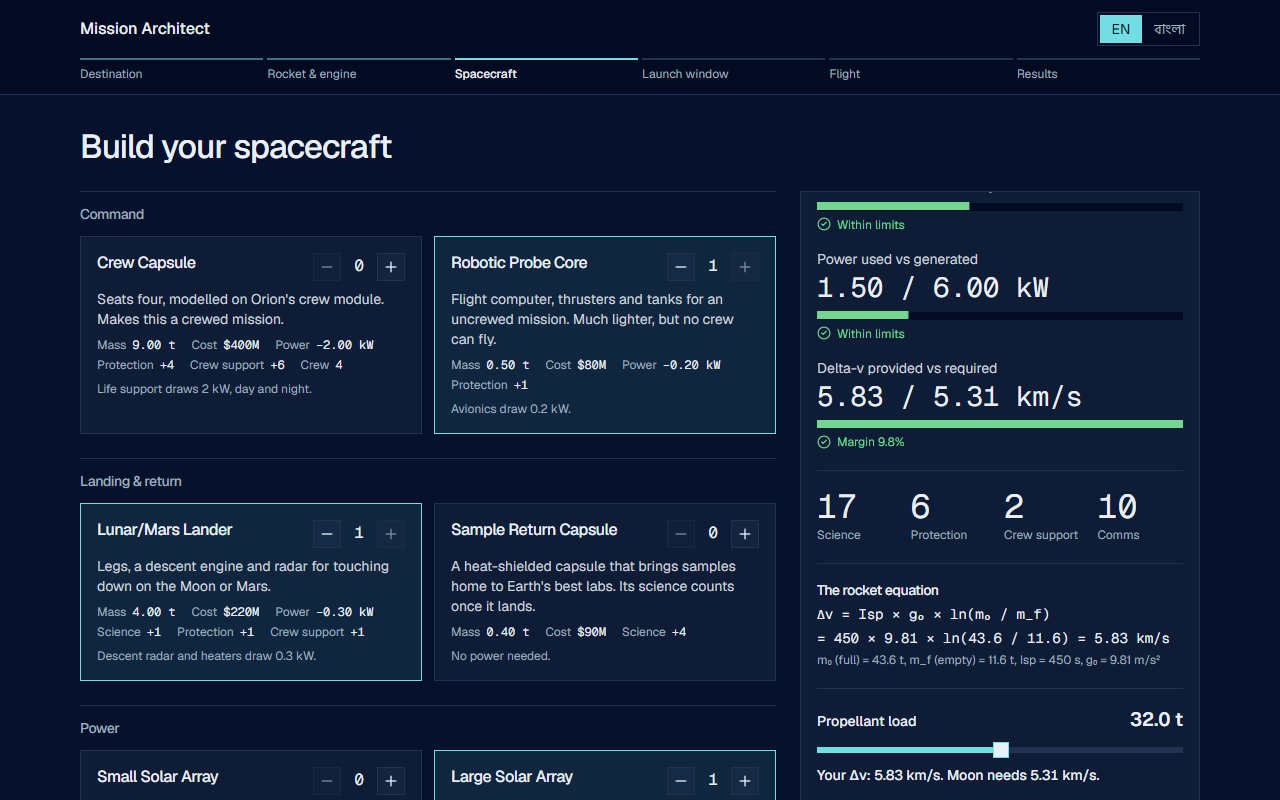 Mission Architect
EN
বাংলা
Destination
Rocket & engine
Spacecraft
Launch window
Flight
Results
Build your spacecraft
Command
Crew Capsule
− 0 +
Seats four, modelled on Orion's crew module.
Makes this a crewed mission.
Mass 9.00 t Cost $400M Power −2.00 kW
Protection +4 Crew support +6 Crew 4
Life support draws 2 kW, day and night.
Robotic Probe Core
− 1 +
Flight computer, thrusters and tanks for an
uncrewed mission. Much lighter, but no crew
can fly.
Mass 0.50 t Cost $80M Power −0.20 kW
Protection +1
Avionics draw 0.2 kW.
Landing & return
Lunar/Mars Lander
− 1 +
Legs, a descent engine and radar for touching
down on the Moon or Mars.
Mass 4.00 t Cost $220M Power −0.30 kW
Science +1 Protection +1 Crew support +1
Descent radar and heaters draw 0.3 kW.
Sample Return Capsule
− 0 +
A heat-shielded capsule that brings samples
home to Earth's best labs. Its science counts
once it lands.
Mass 0.40 t Cost $90M Science +4
No power needed.
Power
Small Solar Array
− 0 +
Large Solar Array
− 1 +
Within limits
Power used vs generated
1.50 / 6.00 kW
Within limits
Delta-v provided vs required
5.83 / 5.31 km/s
Margin 9.8%
17
Science
6
Protection
2
Crew support
10
Comms
The rocket equation
Δv = Isp × g₀ × ln(m₀ / m_f)
= 450 × 9.81 × ln(43.6 / 11.6) = 5.83 km/s
m₀ (full) = 43.6 t, m_f (empty) = 11.6 t, Isp = 450 s, g₀ = 9.81 m/s²
Propellant load 32.0 t
Your Δv: 5.83 km/s. Moon needs 5.31 km/s.